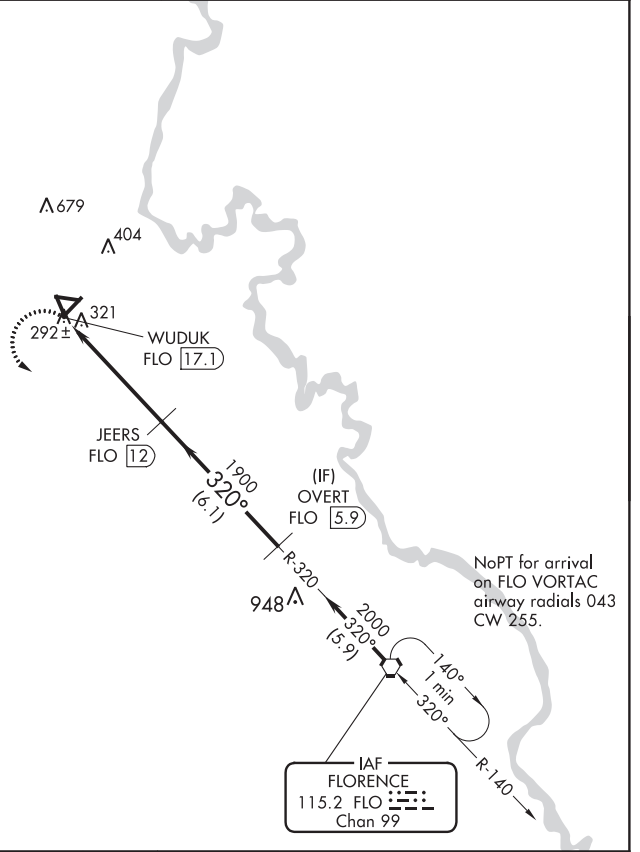 679
404
321
292±
WUDUK
FLO 17.1
JEERS
FLO 12
1900
320°
(6.1)
(IF)
OVERT
FLO 5.9
R-320
948
2000
320°
(5.9)
NoPT for arrival
on FLO VORTAC
airway radials 043
CW 255.
140°
1 min
320°
R-140
IAF
FLORENCE
115.2 FLO
Chan 99